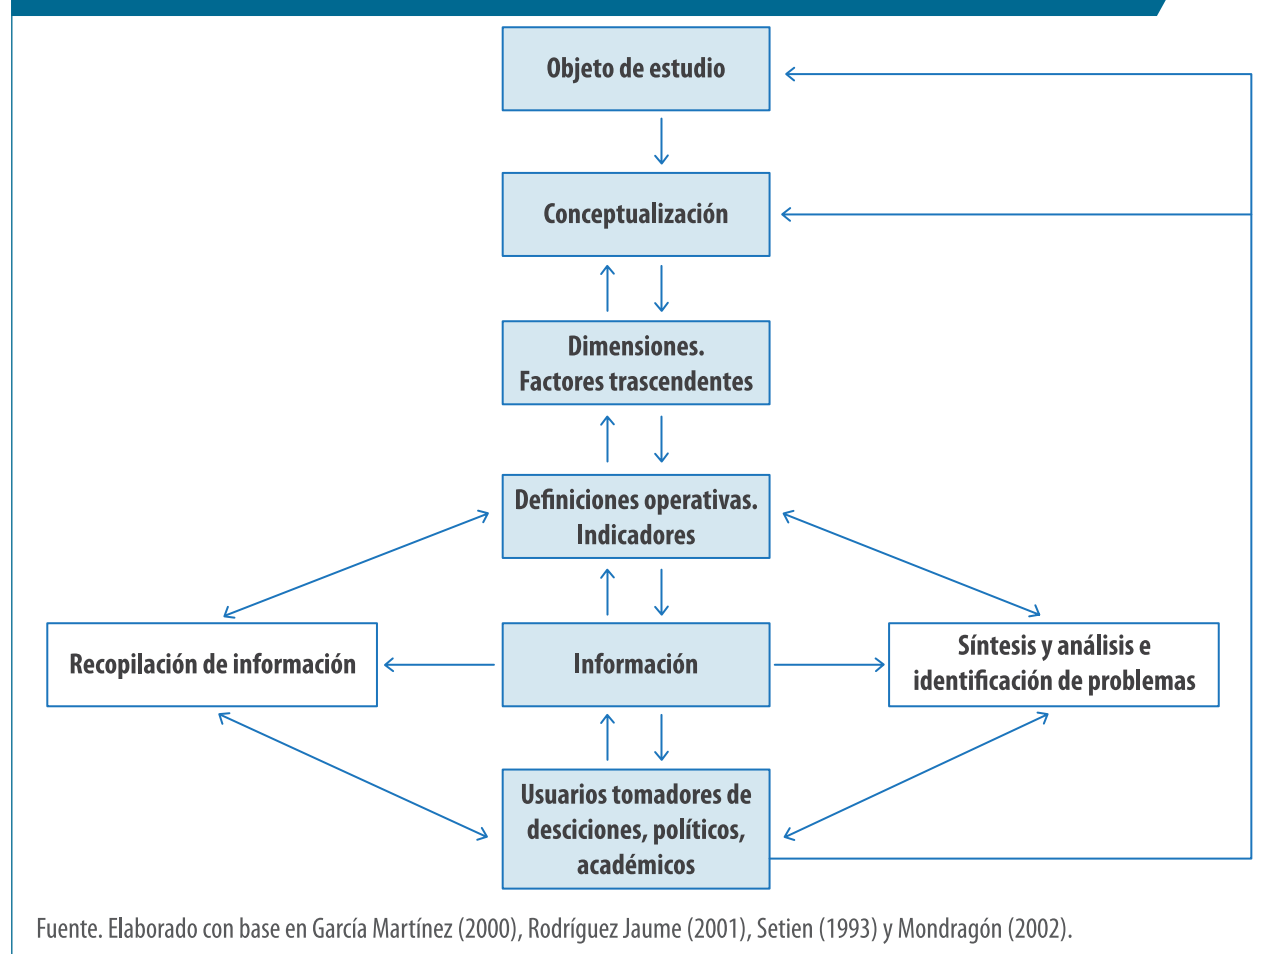 Objeto de estudio
Conceptualización
Dimensiones.
Factores trascendentes
Definiciones operativas.
Indicadores
Recopilación de información
Información
Síntesis y análisis e
identificación de problemas
Usuarios tomadores de
desciciones, políticos,
académicos
Fuente. Elaborado con base en García Martínez (2000), Rodríguez Jaume (2001), Setien (1993) y Mondragón (2002).